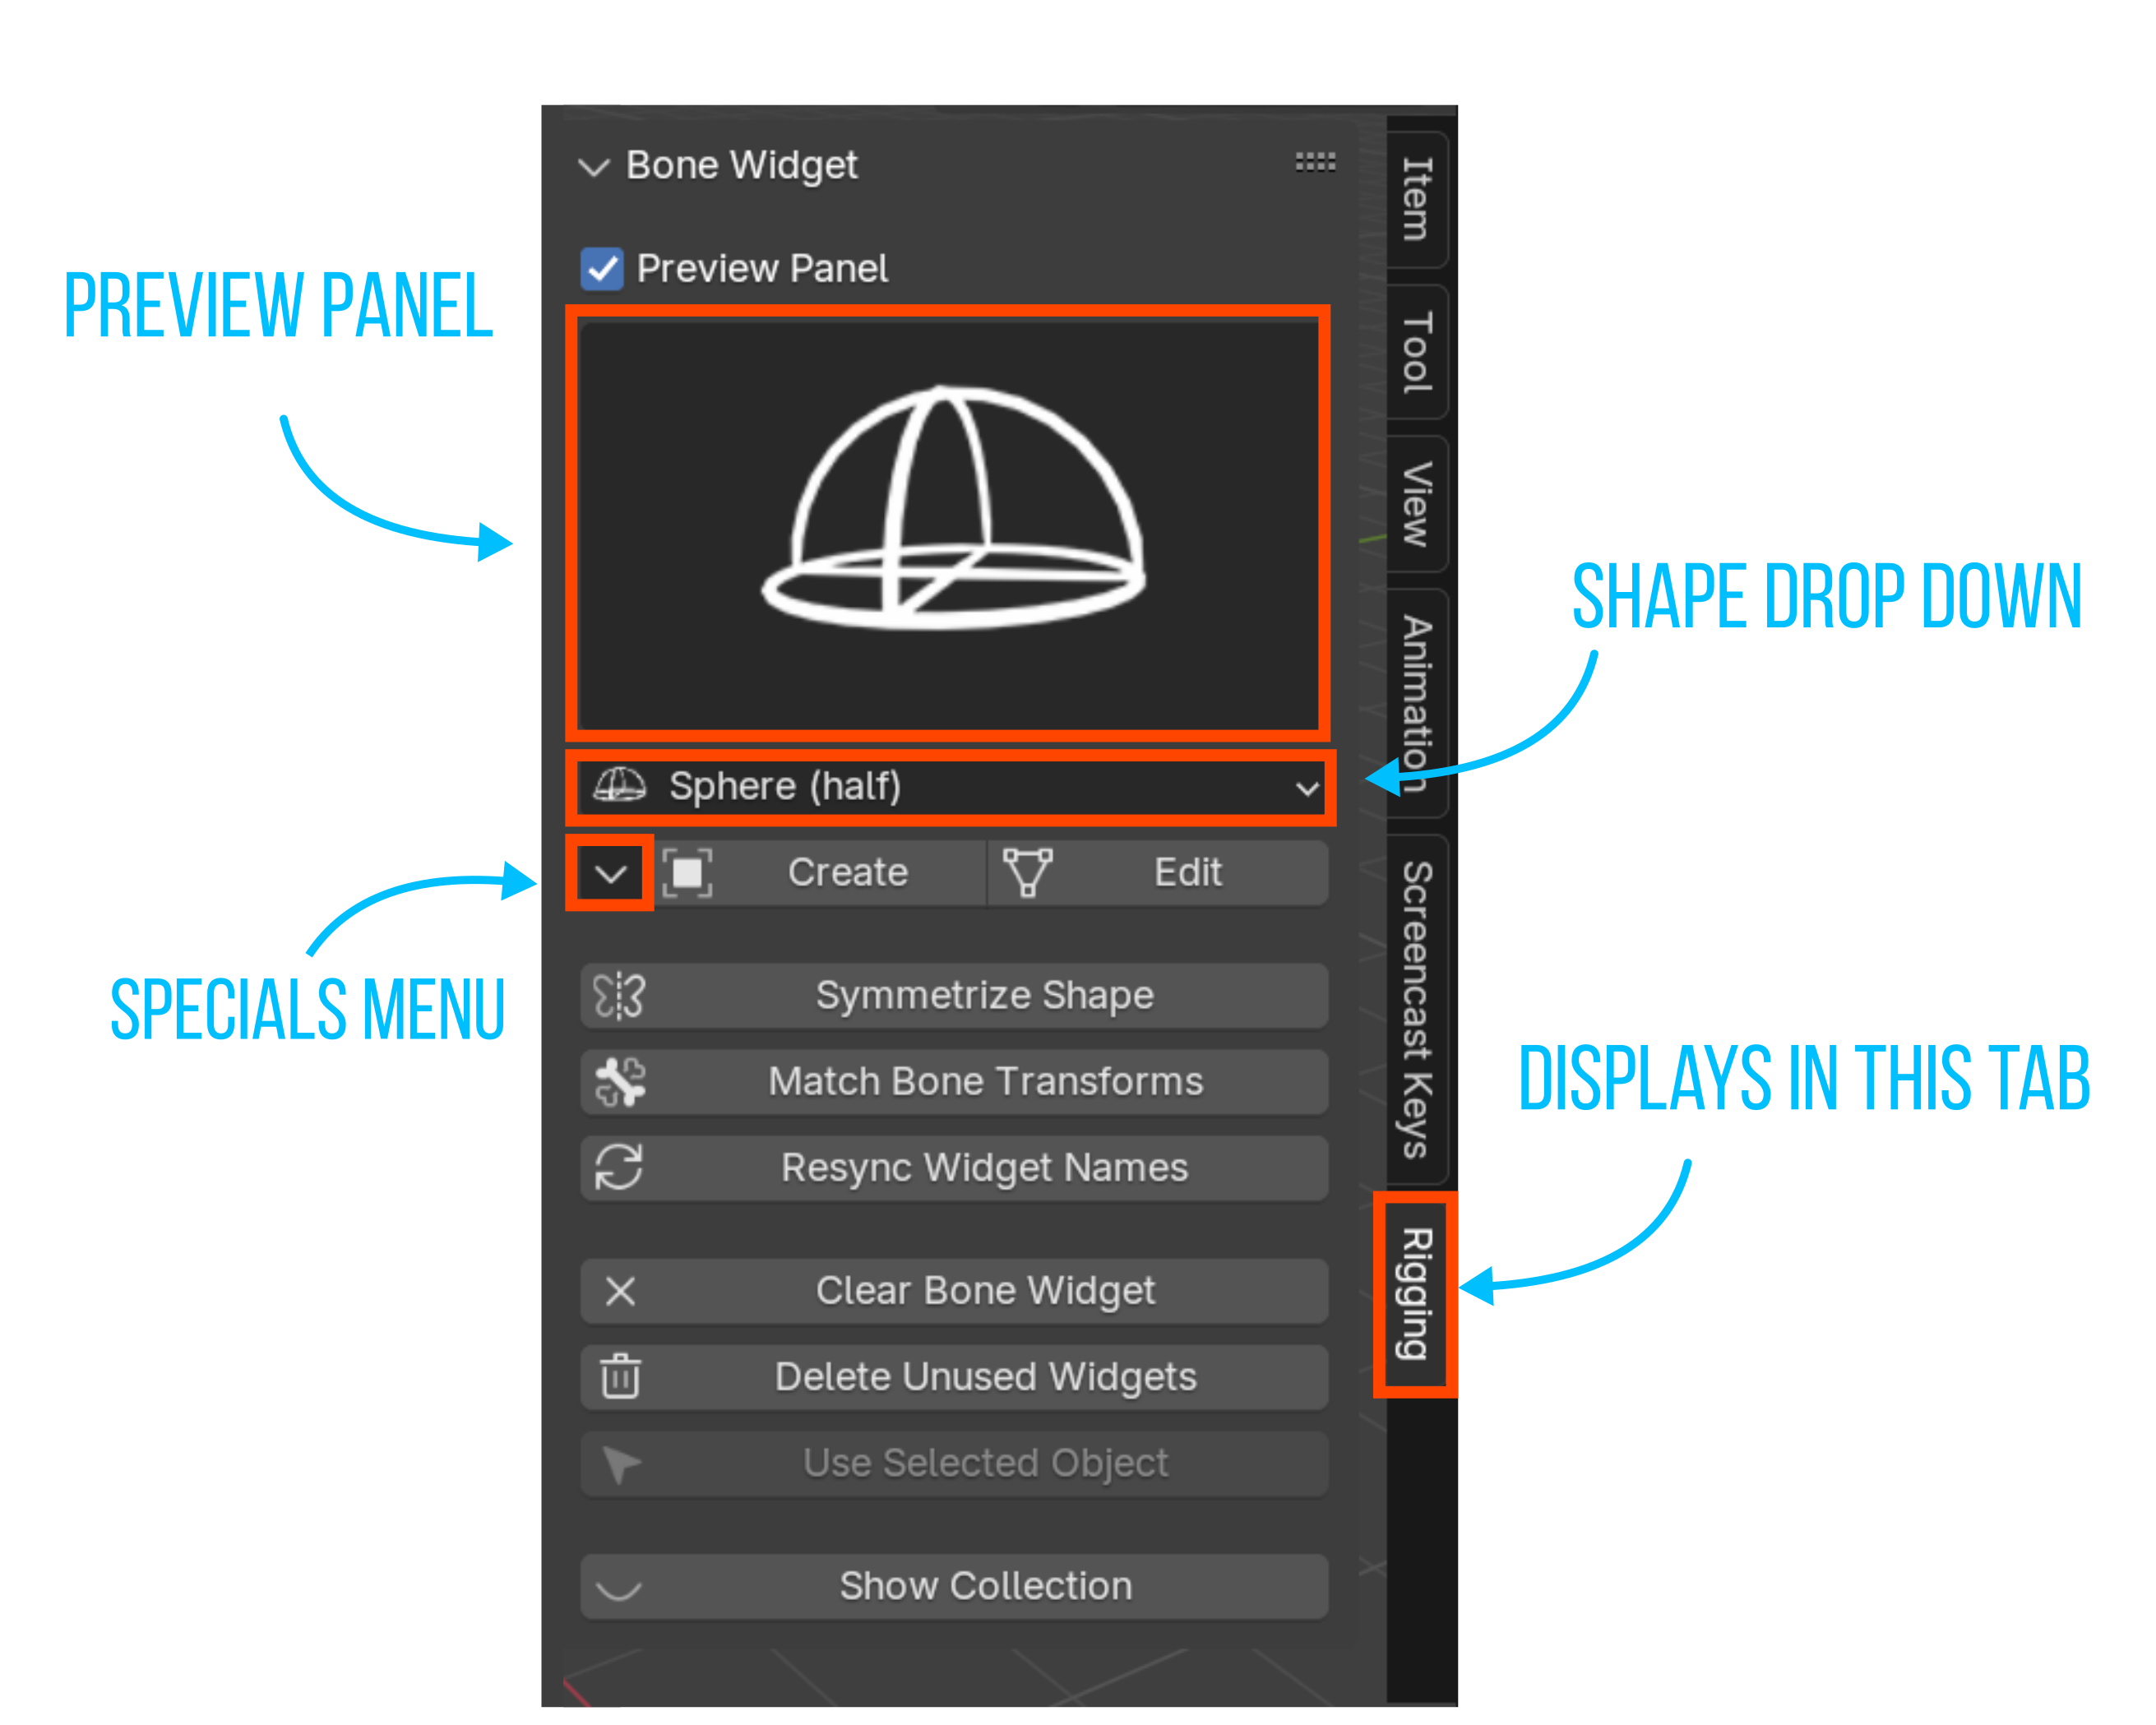 Bone Widget
Preview Panel
PREVIEW PANEL
Sphere (half)
SHAPE DROP DOWN
Create
Edit
SPECIALS MENU
Symmetrize Shape
Match Bone Transforms
Resync Widget Names
Clear Bone Widget
Delete Unused Widgets
Use Selected Object
Show Collection
Item
Tool
View
Animation
Screencast Keys
Rigging
DISPLAYS IN THIS TAB